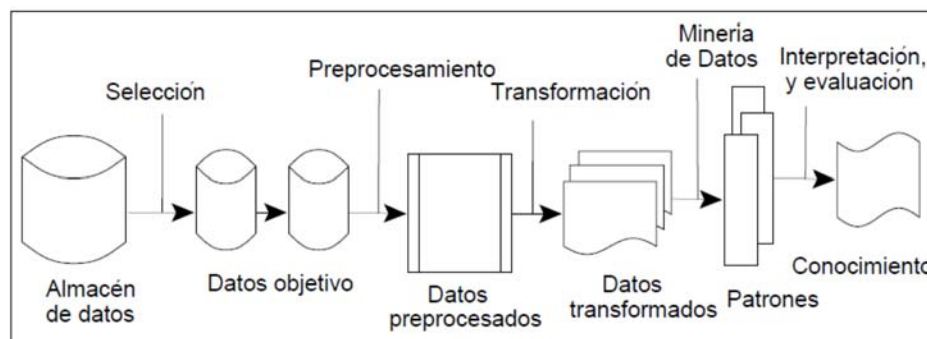 Selección
Preprocesamiento
Transformación
Minería
de Datos
Interpretación,
y evaluación
Almacén
de datos
Datos objetivo
Datos
preprocesados
Datos
transformados
Patrones
Conocimiento